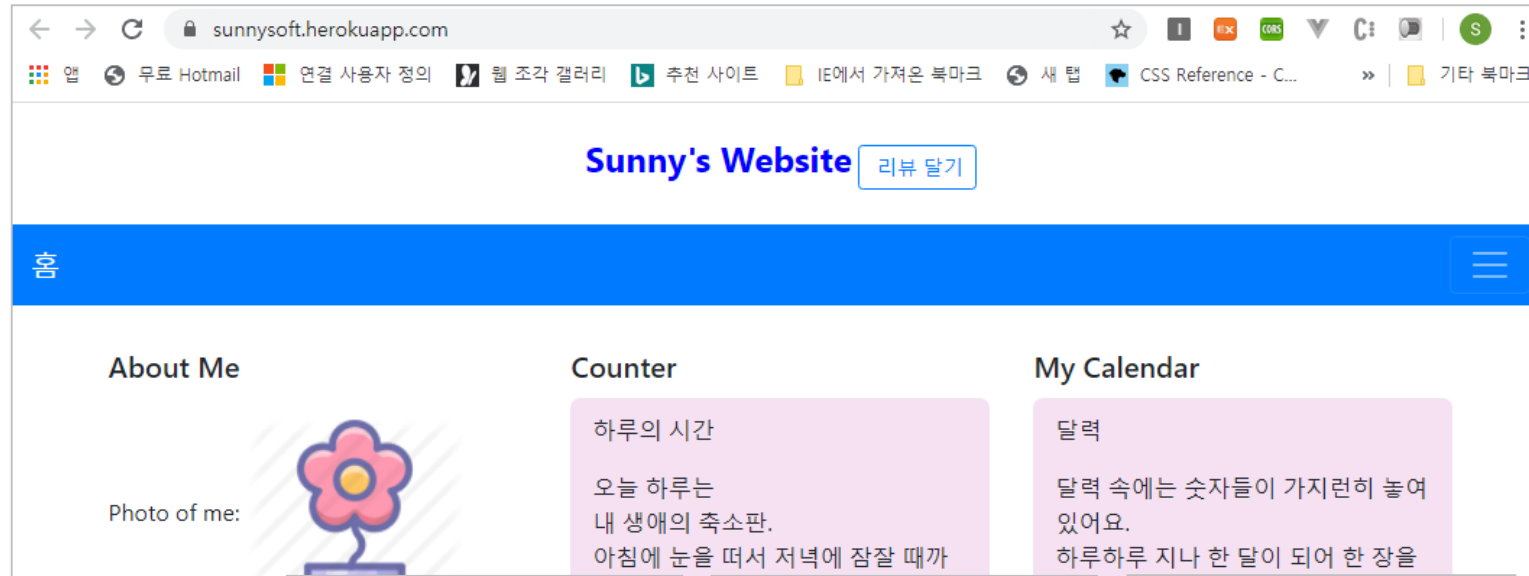 sunnysoft.herokuapp.com
앱 무료 Hotmail 연결 사용자 정의 웹 조각 갤러리 추천 사이트 IE에서 가져온 북마크 새 탭 CSS Reference - C... » 기타 북마크
Sunny's Website 리뷰 달기
홈
About Me
Photo of me:
Counter
하루의 시간
오늘 하루는
내 생애의 축소판.
아침에 눈을 떠서 저녁에 잠잘 때까
My Calendar
달력
달력 속에는 숫자들이 가지런히 놓여
있어요.
하루하루 지나 한 달이 되어 한 장을